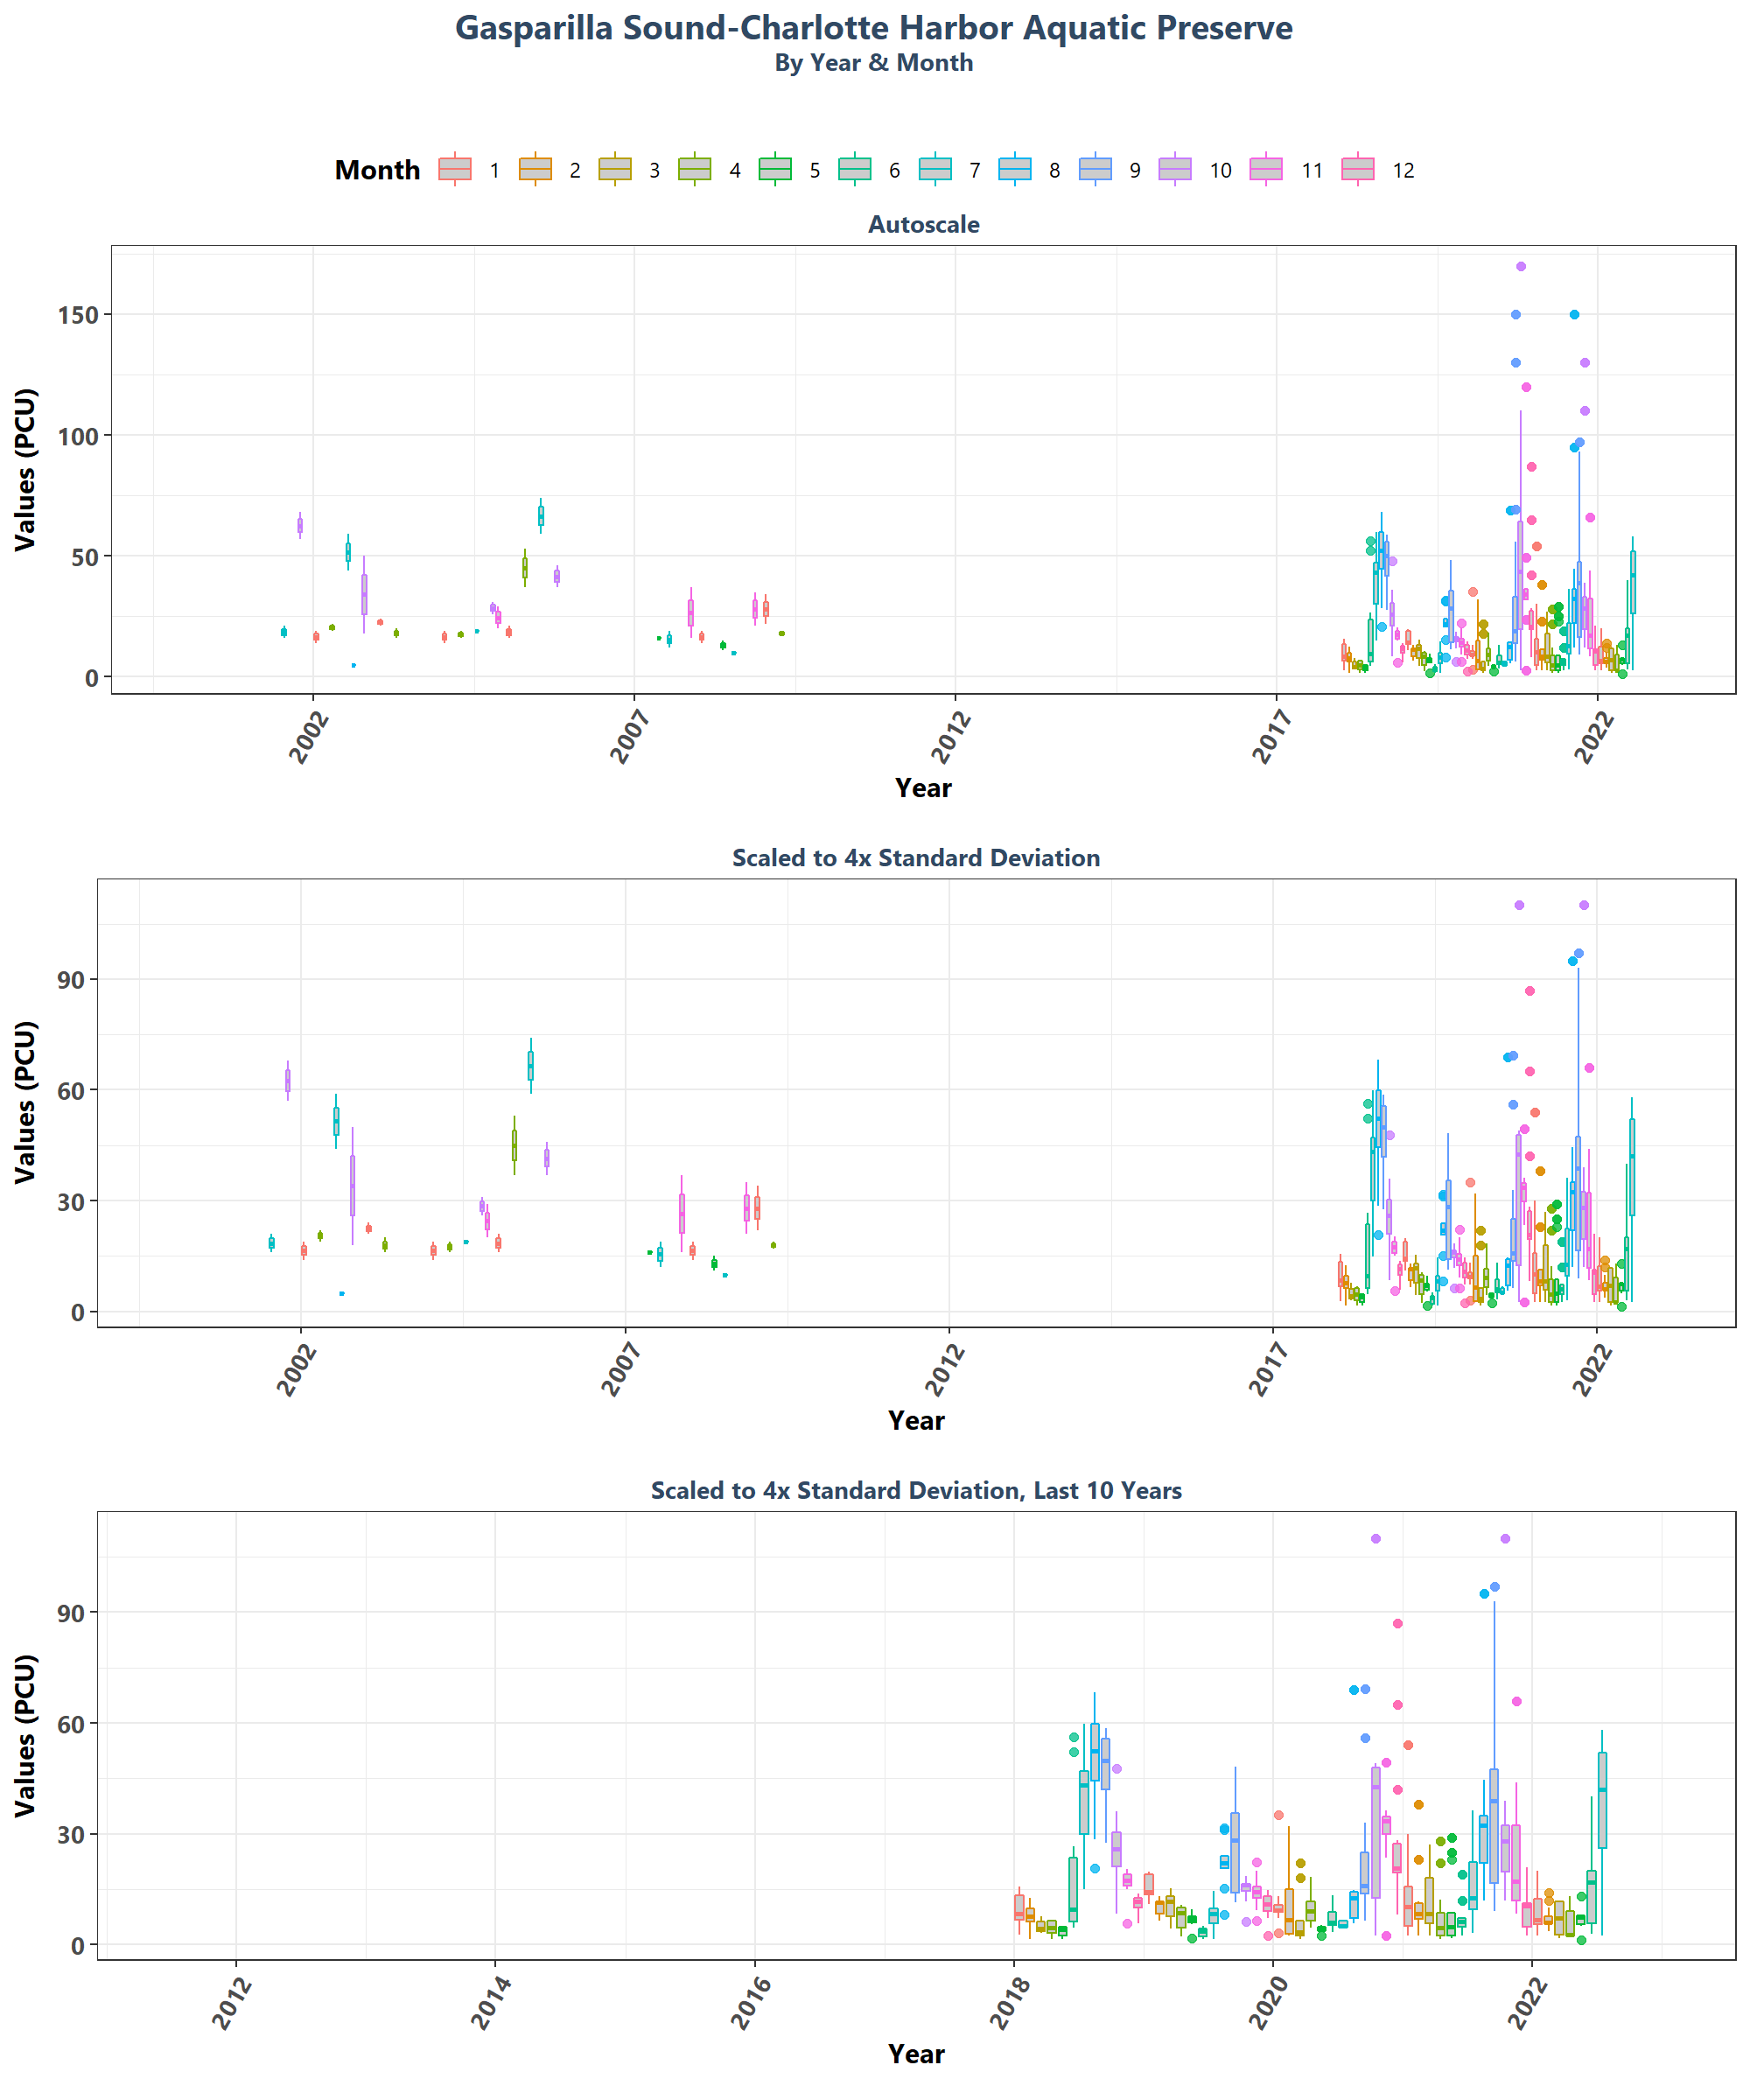 Gasparilla Sound-Charlotte Harbor Aquatic Preserve
By Year & Month
Month 1 2 3 4 5 6 7 8 9 10 11 12
Autoscale
Values (PCU)
150
100
50
0
2002 2007 2012 2017 2022
Year
Scaled to 4x Standard Deviation
Values (PCU)
90
60
30
0
2002 2007 2012 2017 2022
Year
Scaled to 4x Standard Deviation, Last 10 Years
Values (PCU)
90
60
30
0
2012 2014 2016 2018 2020 2022
Year